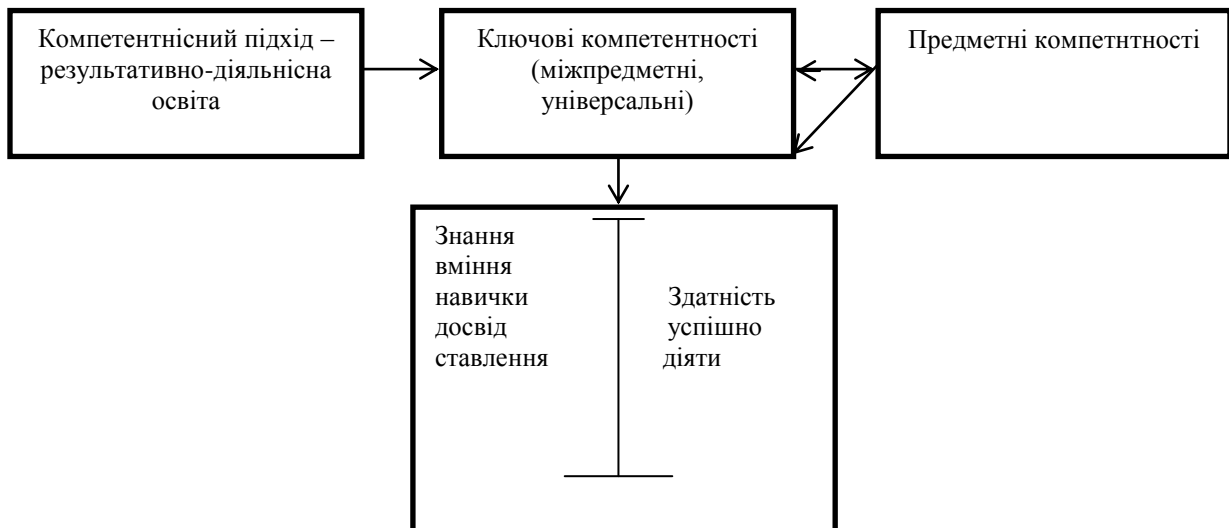 Компетентнісний підхід –
результативно-діяльнісна
освіта
Ключові компетентності
(міжпредметні,
універсальні)
Предметні компетнтності
Знання
вміння
навички
досвід
ставлення
Здатність
успішно
діяти